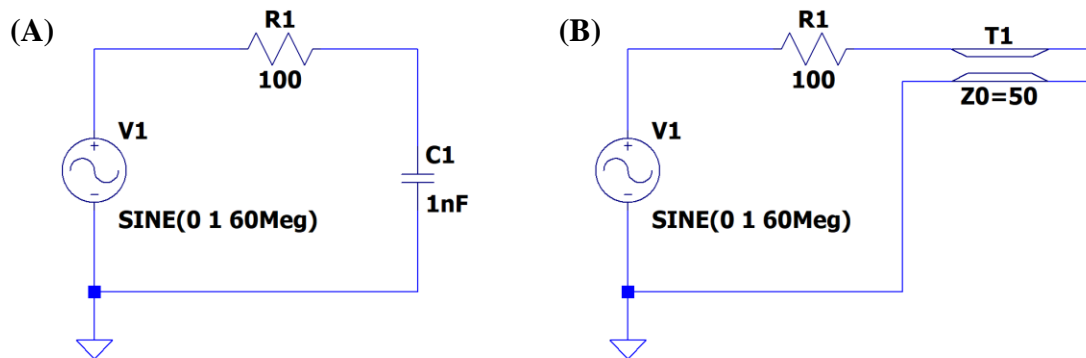 (A)
R1
100
V1
+
−
SINE(0 1 60Meg)
C1
1nF
(B)
R1
100
T1
Z0=50
V1
+
−
SINE(0 1 60Meg)